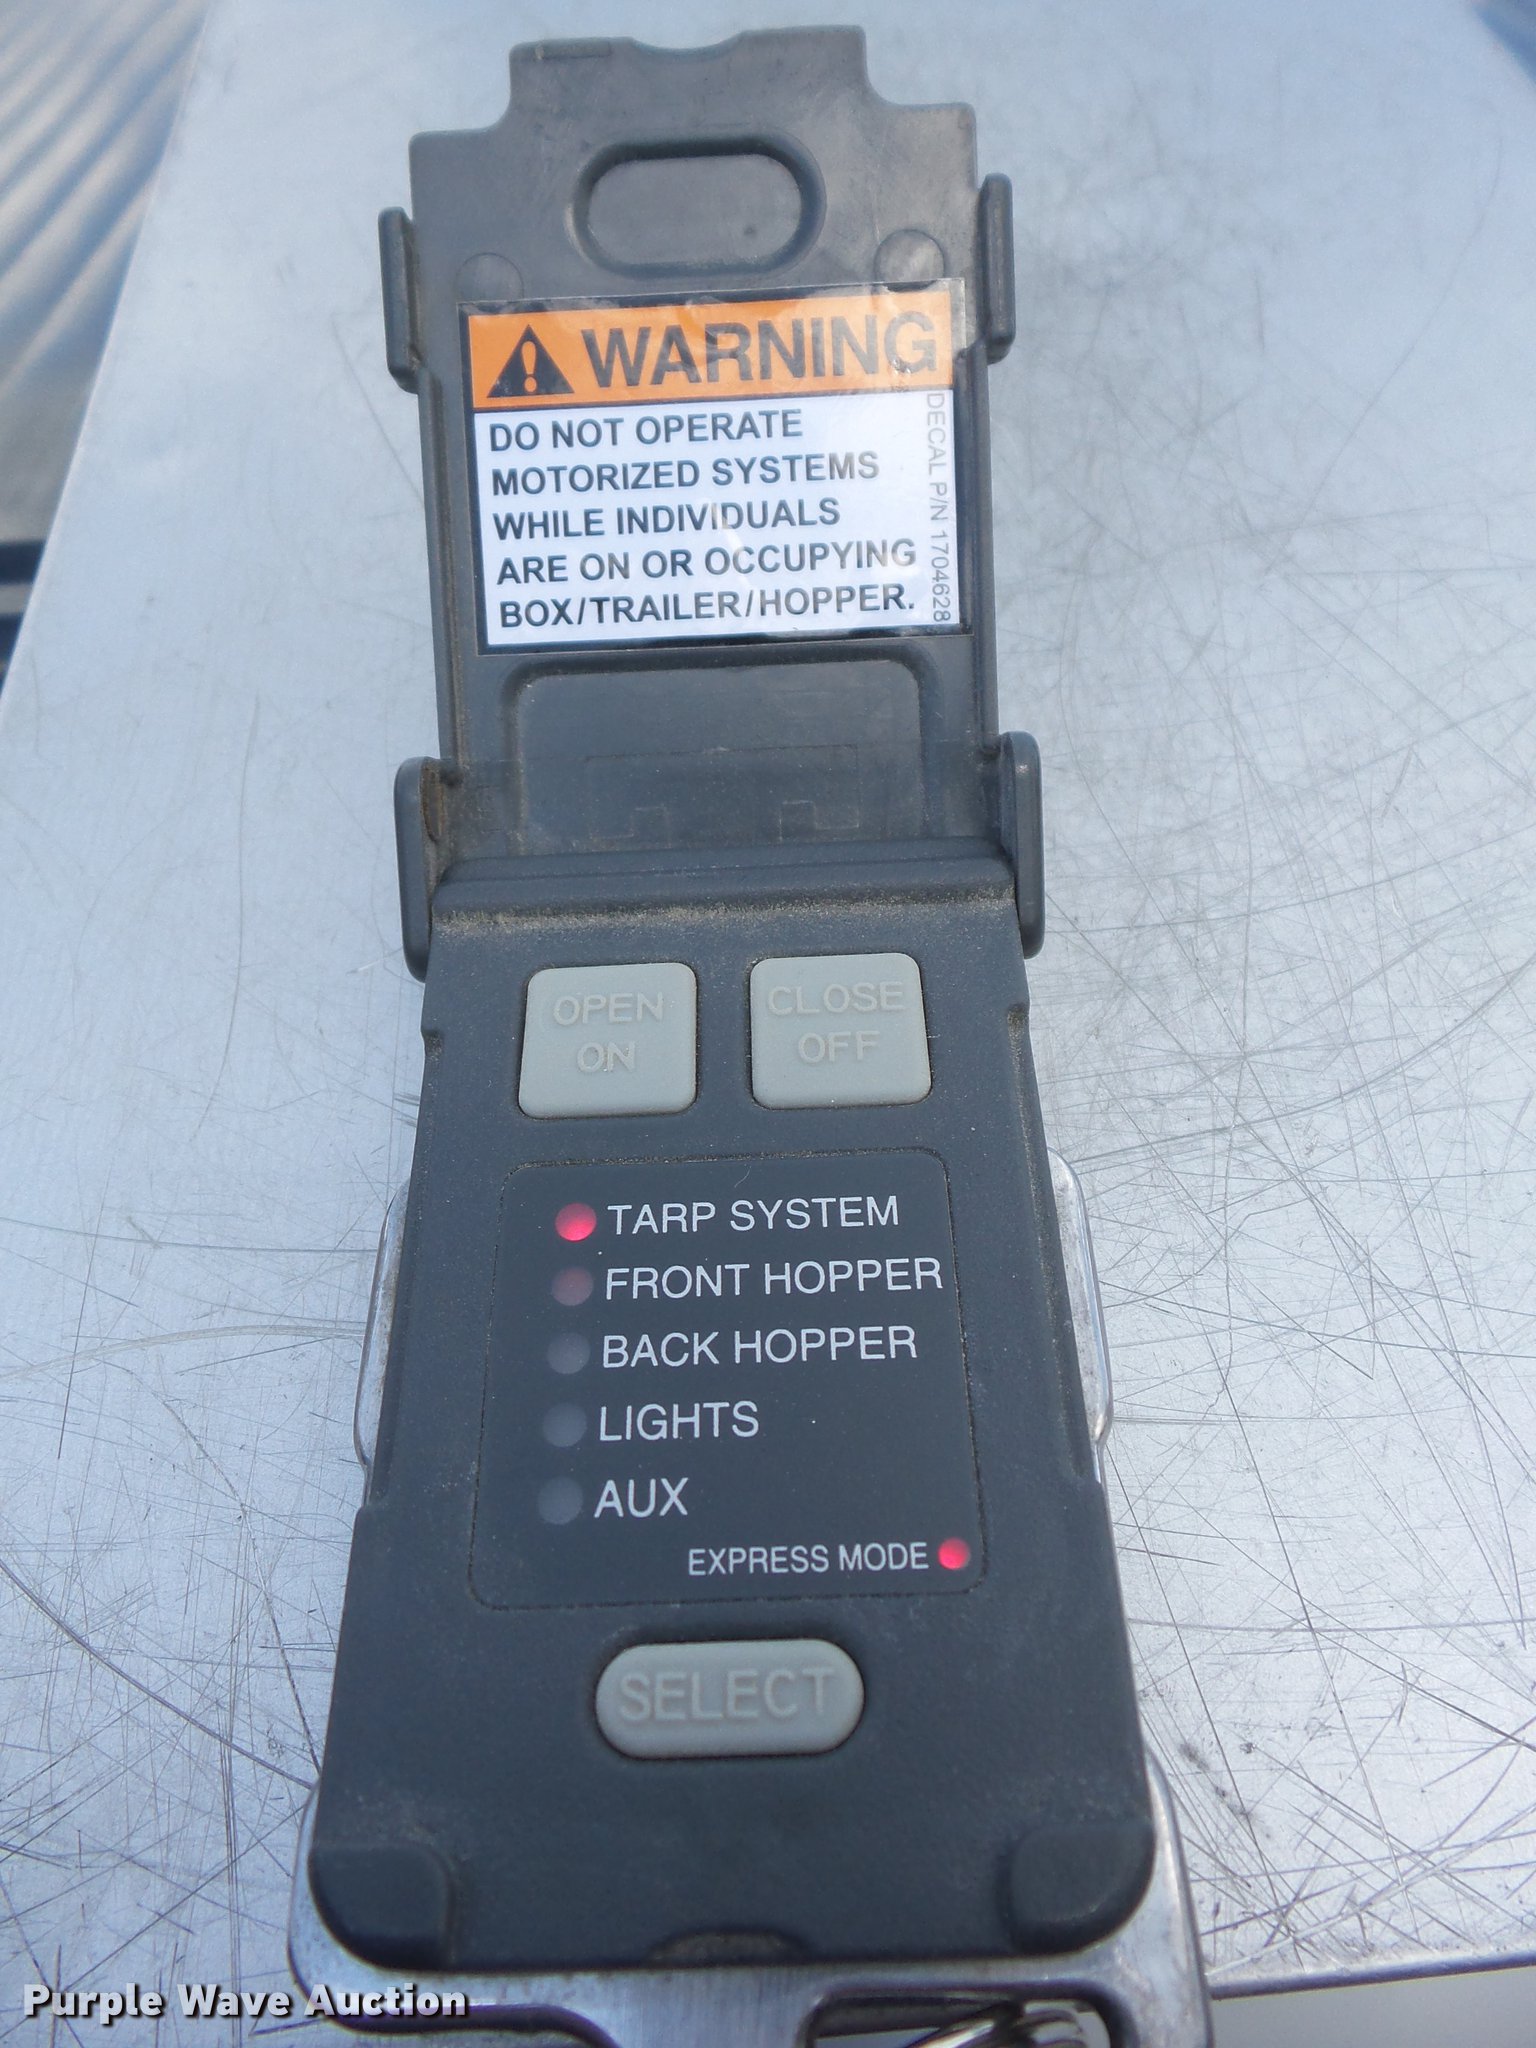 WARNING
DO NOT OPERATE
MOTORIZED SYSTEMS
WHILE INDIVIDUALS
ARE ON OR OCCUPYING
BOX/TRAILER/HOPPER.
DECAL P/N 1704628
OPEN
ON
CLOSE
OFF
TARP SYSTEM
FRONT HOPPER
BACK HOPPER
LIGHTS
AUX
EXPRESS MODE
SELECT
Purple Wave Auction